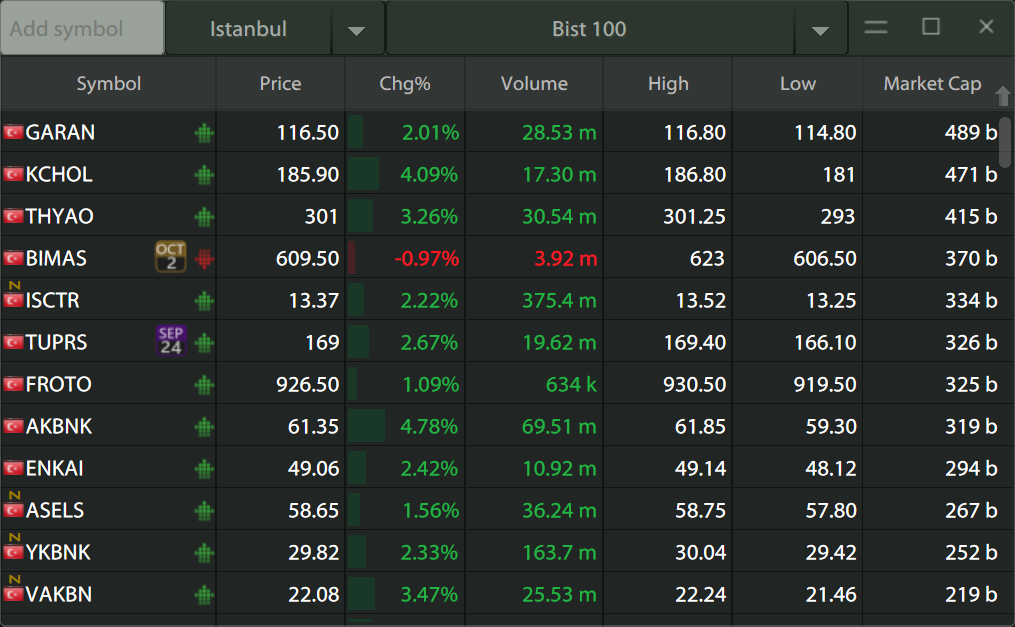 Add symbol Istanbul Bist 100
Symbol Price Chg% Volume High Low Market Cap
GARAN 116.50 2.01% 28.53 m 116.80 114.80 489 b
KCHOL 185.90 4.09% 17.30 m 186.80 181 471 b
THYAO 301 3.26% 30.54 m 301.25 293 415 b
BIMAS OCT 2 609.50 -0.97% 3.92 m 623 606.50 370 b
N ISCTR 13.37 2.22% 375.4 m 13.52 13.25 334 b
TUPRS SEP 24 169 2.67% 19.62 m 169.40 166.10 326 b
FROTO 926.50 1.09% 634 k 930.50 919.50 325 b
AKBNK 61.35 4.78% 69.51 m 61.85 59.30 319 b
ENKAI 49.06 2.42% 10.92 m 49.14 48.12 294 b
N ASELS 58.65 1.56% 36.24 m 58.75 57.80 267 b
N YKBNK 29.82 2.33% 163.7 m 30.04 29.42 252 b
N VAKBN 22.08 3.47% 25.53 m 22.24 21.46 219 b